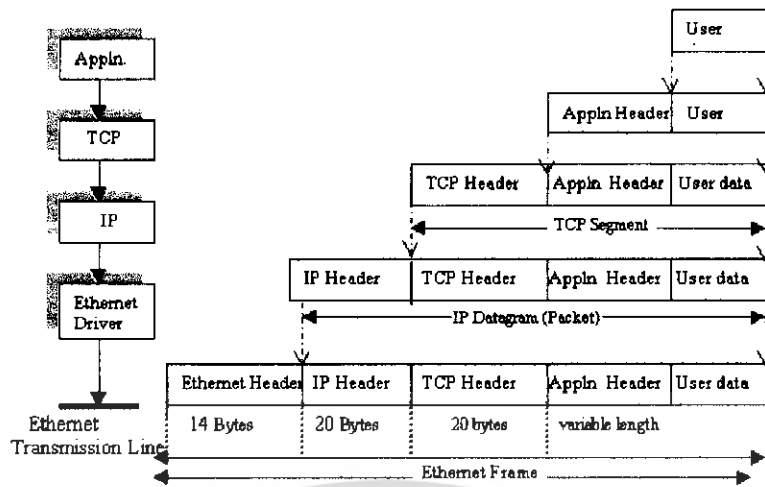 User
Appln.
Appln Header User
TCP
TCP Header Appln Header User data
TCP Segment
IP
IP Header TCP Header Appln Header User data
IP Datagram (Packet)
Ethernet
Driver
Ethernet Header IP Header TCP Header Appln Header User data
14 Bytes 20 Bytes 20 bytes variable length
Ethernet
Transmission Line
Ethernet Frame